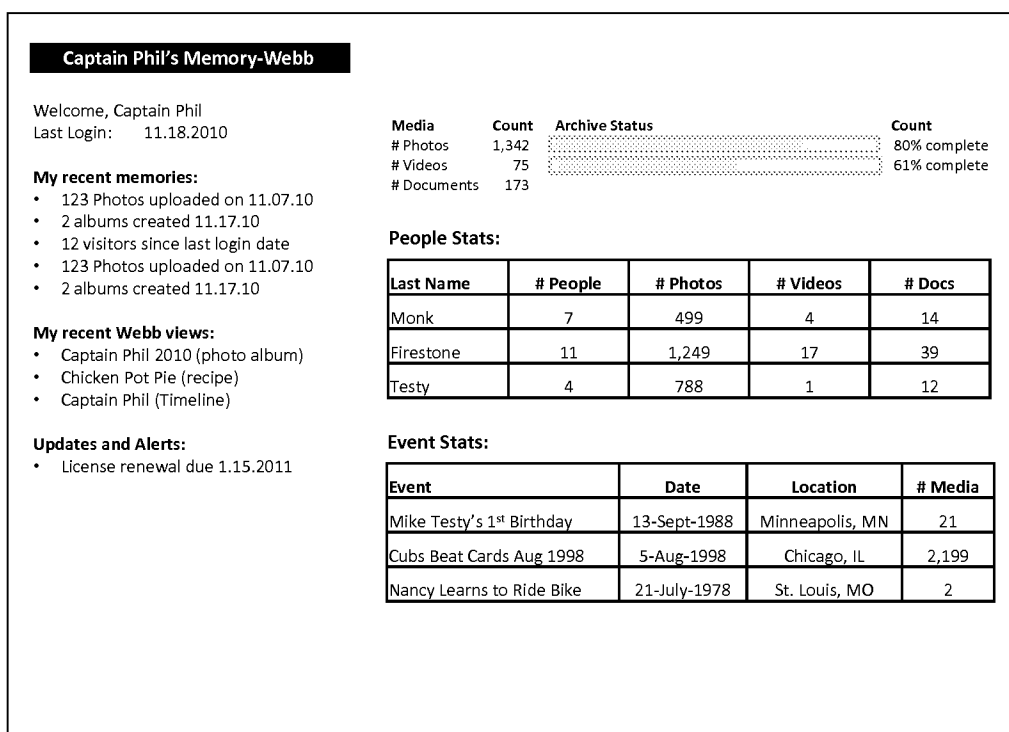 Captain Phil's Memory-Webb
Welcome, Captain Phil
Last Login: 11.18.2010
My recent memories:
• 123 Photos uploaded on 11.07.10
• 2 albums created 11.17.10
• 12 visitors since last login date
• 123 Photos uploaded on 11.07.10
• 2 albums created 11.17.10
My recent Webb views:
• Captain Phil 2010 (photo album)
• Chicken Pot Pie (recipe)
• Captain Phil (Timeline)
Updates and Alerts:
• License renewal due 1.15.2011
Media Count Archive Status Count
# Photos 1,342 80% complete
# Videos 75 61% complete
# Documents 173
People Stats:
Last Name # People # Photos # Videos # Docs
Monk 7 499 4 14
Firestone 11 1,249 17 39
Testy 4 788 1 12
Event Stats:
Event Date Location # Media
Mike Testy's 1st Birthday 13-Sept-1988 Minneapolis, MN 21
Cubs Beat Cards Aug 1998 5-Aug-1998 Chicago, IL 2,199
Nancy Learns to Ride Bike 21-July-1978 St. Louis, MO 2